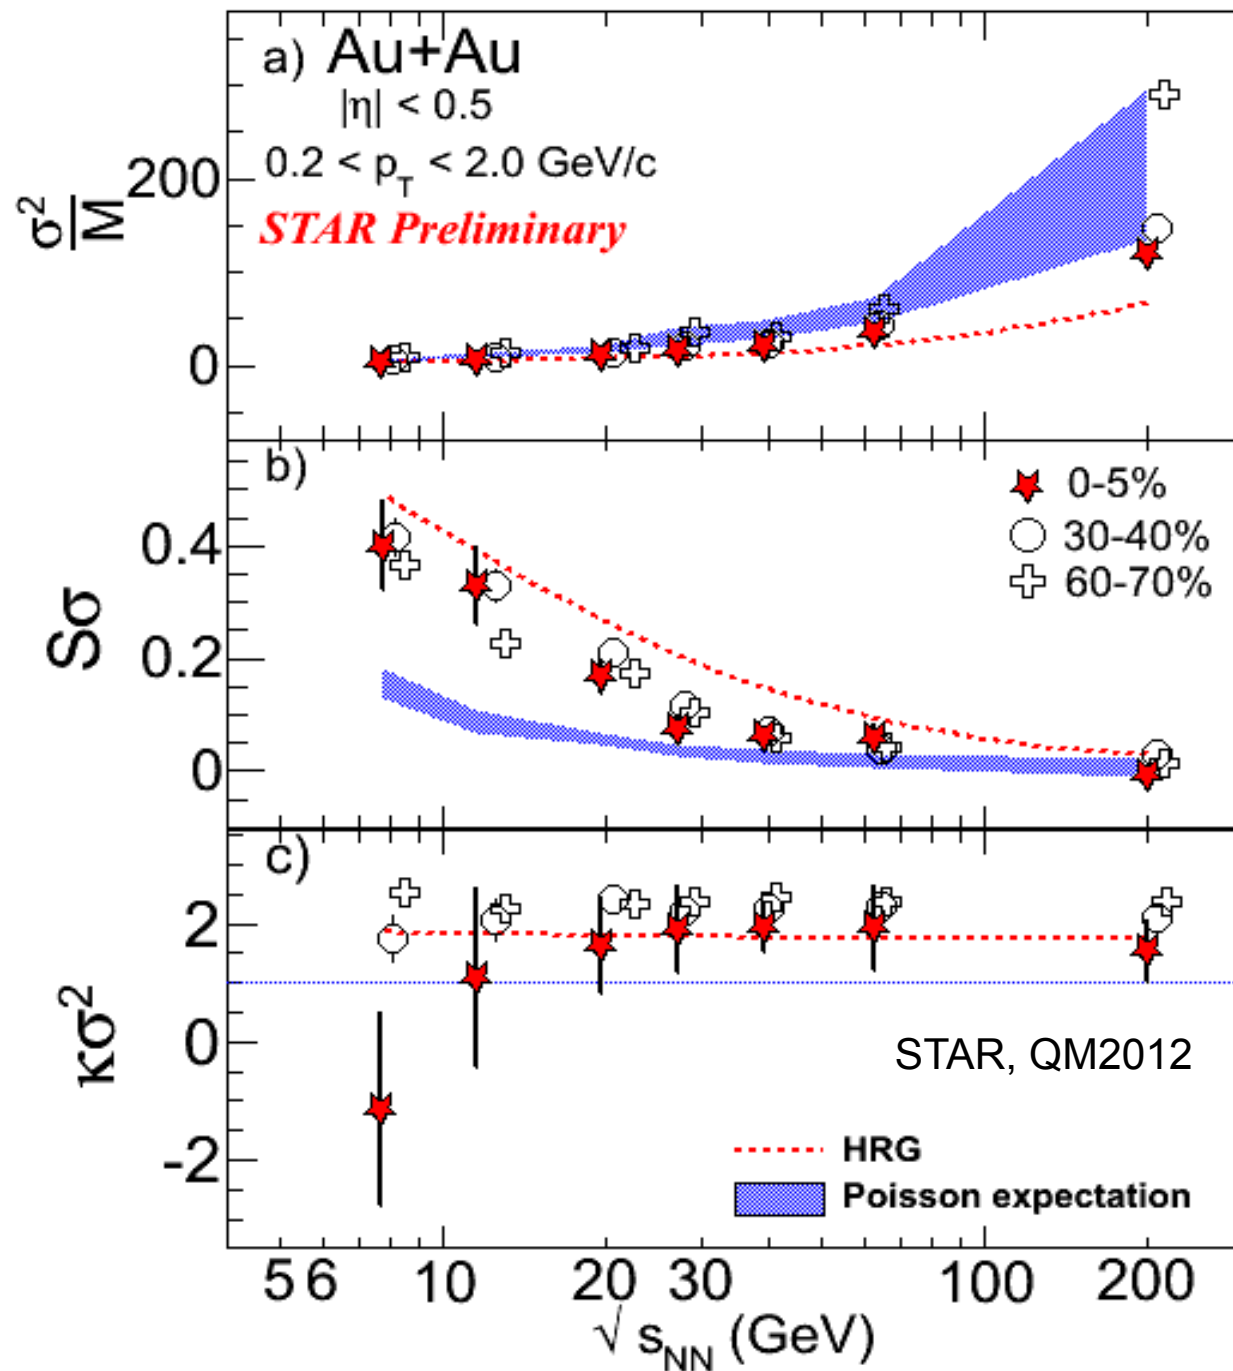 a) Au+Au
|η| < 0.5
0.2 < p_T < 2.0 GeV/c
STAR Preliminary
σ²/M
200
0
b)
0-5%
30-40%
60-70%
Sσ
0.4
0.2
0
c)
κσ²
2
0
-2
STAR, QM2012
HRG
Poisson expectation
5 6 10 20 30 100 200
√ s_NN (GeV)